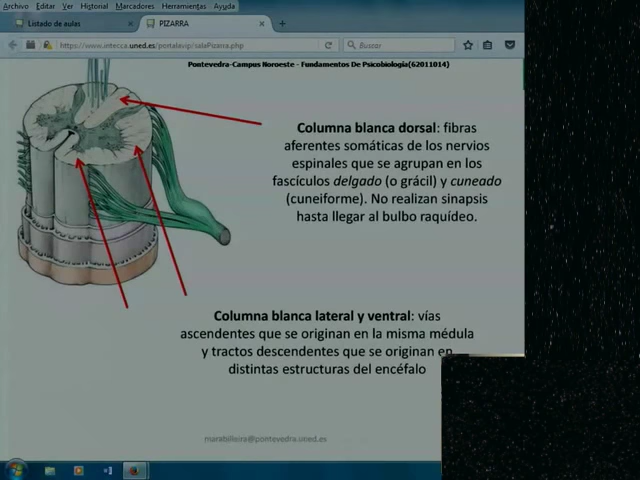 Archivo Editar Ver Historial Marcadores Herramientas Ayuda
Listado de aulas
PIZARRA
https://www.intecca.uned.es/portalavip/salaPizarra.php
Buscar
Pontevedra-Campus Noroeste - Fundamentos De Psicobiología(62011014)
Columna blanca dorsal: fibras
aferentes somáticas de los nervios
espinales que se agrupan en los
fascículos delgado (o grácil) y cuneado
(cuneiforme). No realizan sinapsis
hasta llegar al bulbo raquídeo.
Columna blanca lateral y ventral: vías
ascendentes que se originan en la misma médula
y tractos descendentes que se originan en
distintas estructuras del encéfalo
murabilleira@pontevedra.uned.es